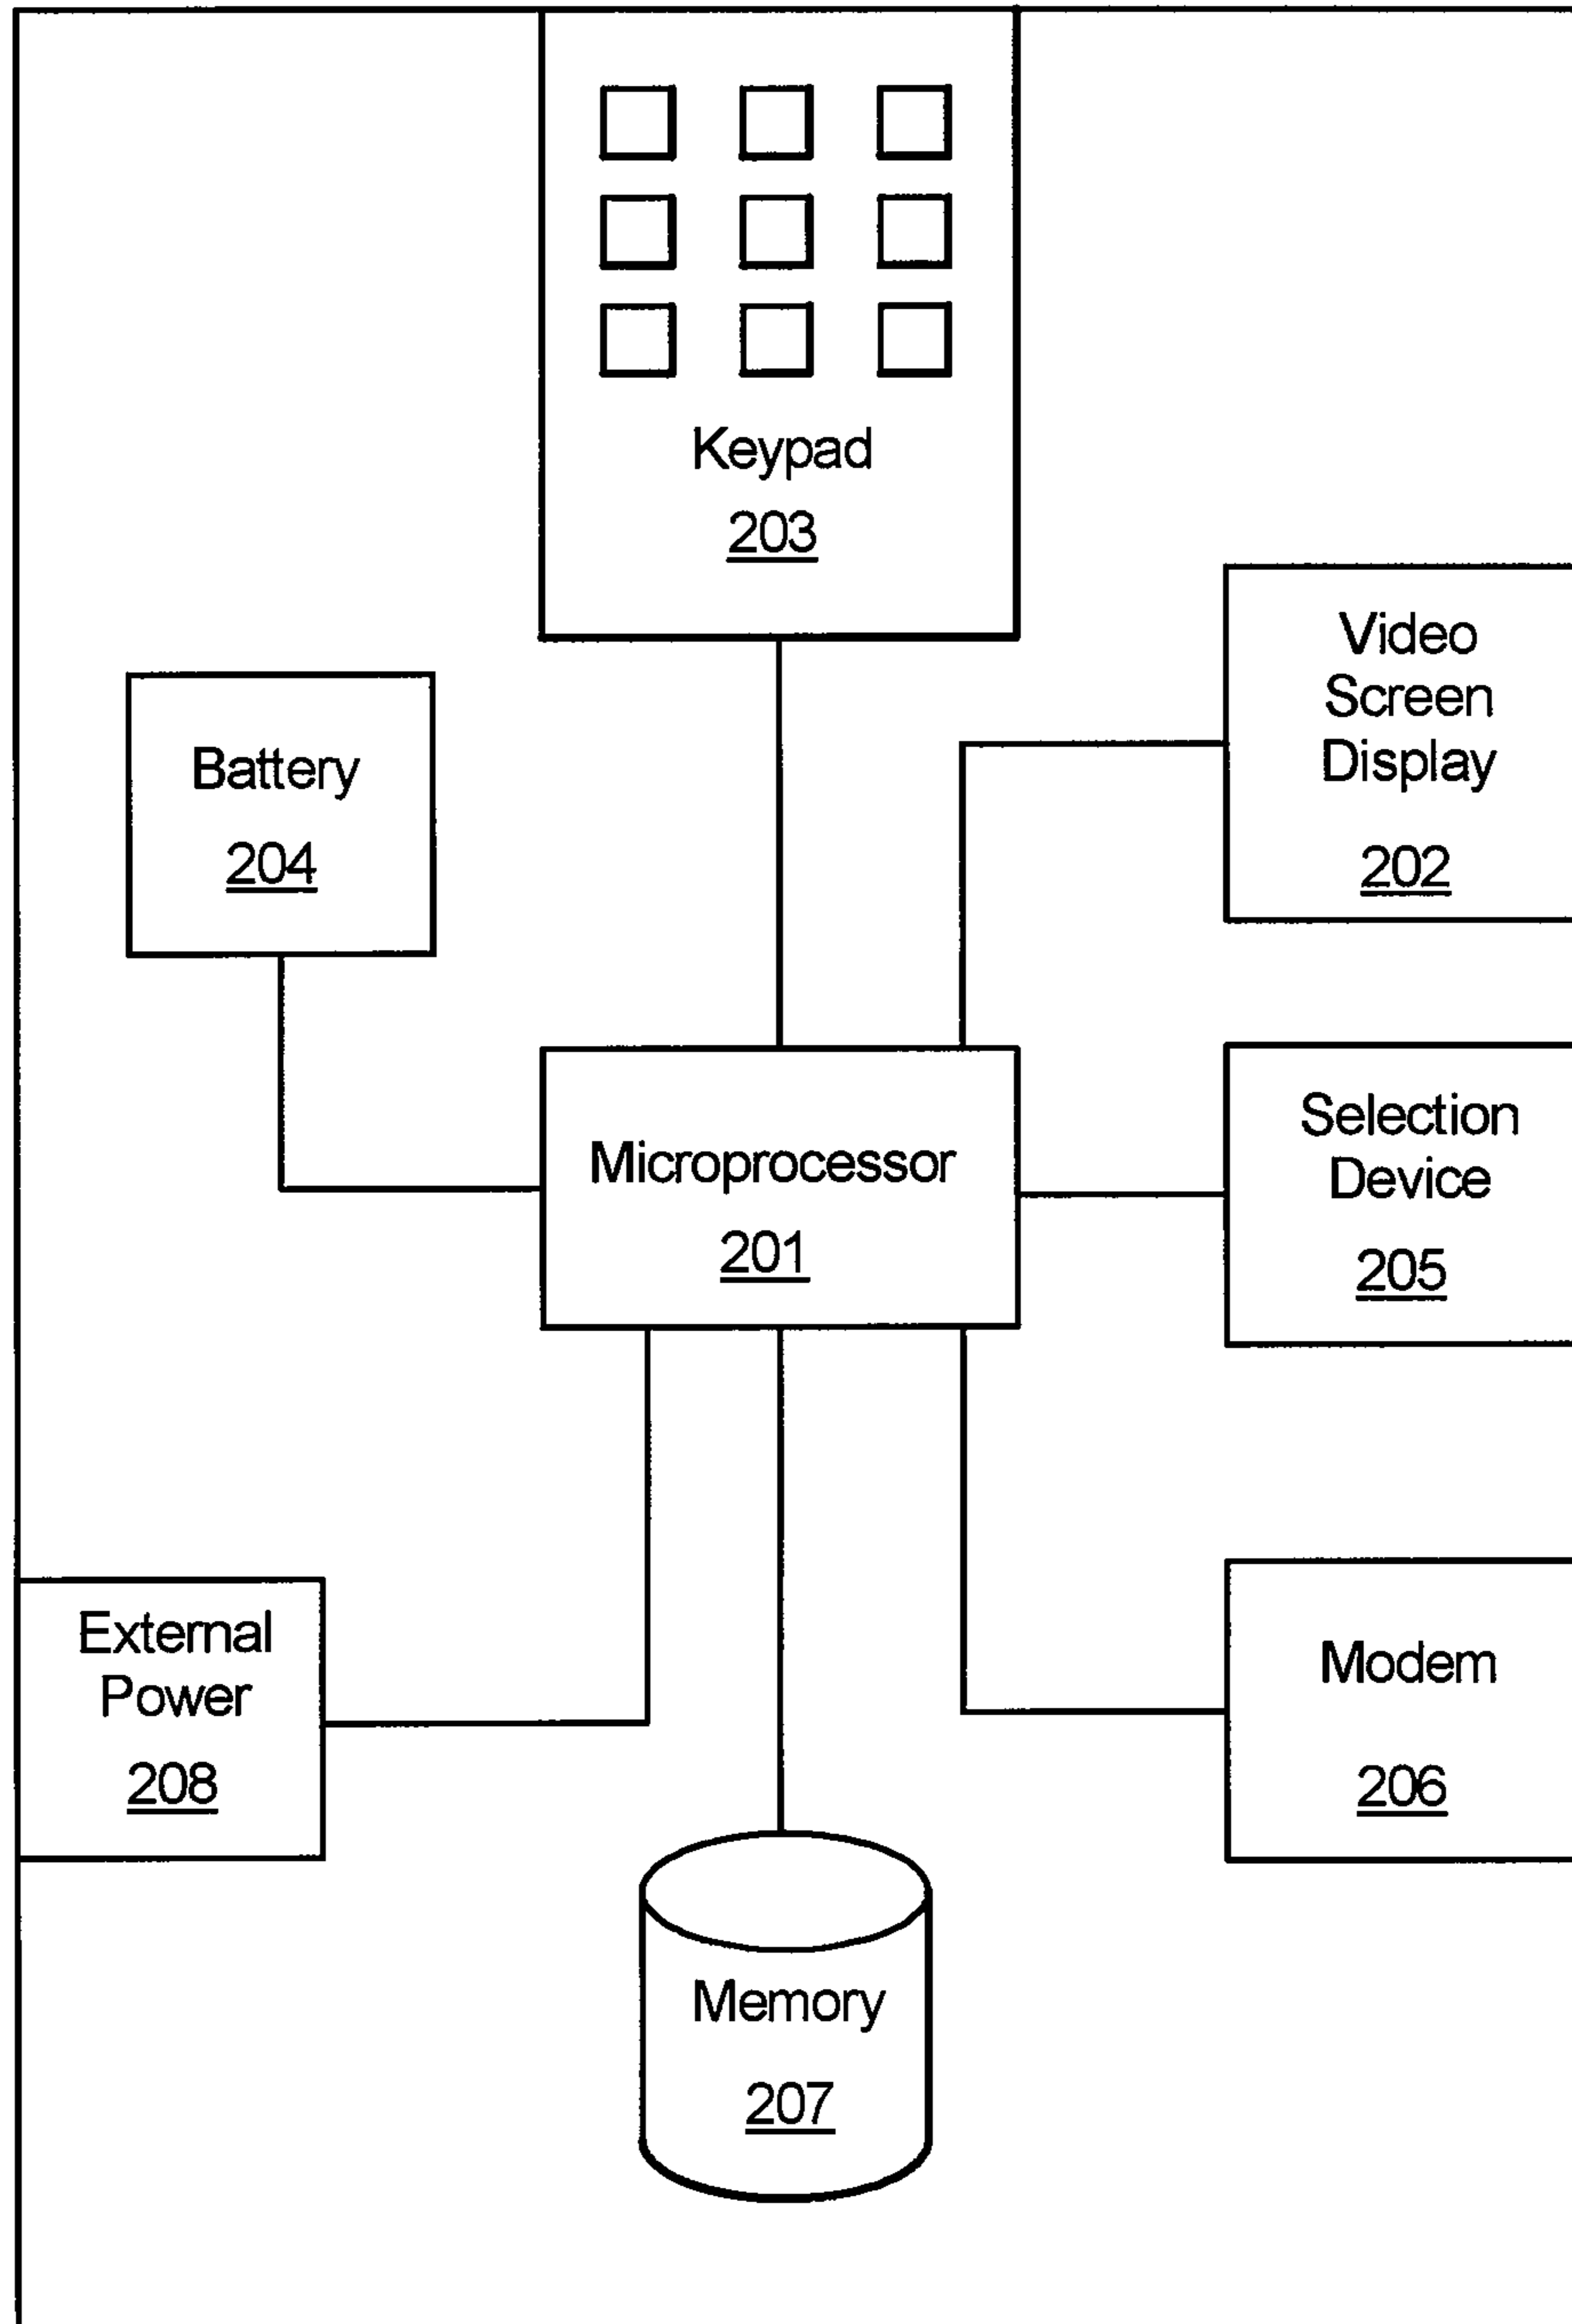 Keypad
203
Video
Screen
Display
202
Battery
204
Microprocessor
201
Selection
Device
205
External
Power
208
Modem
206
Memory
207